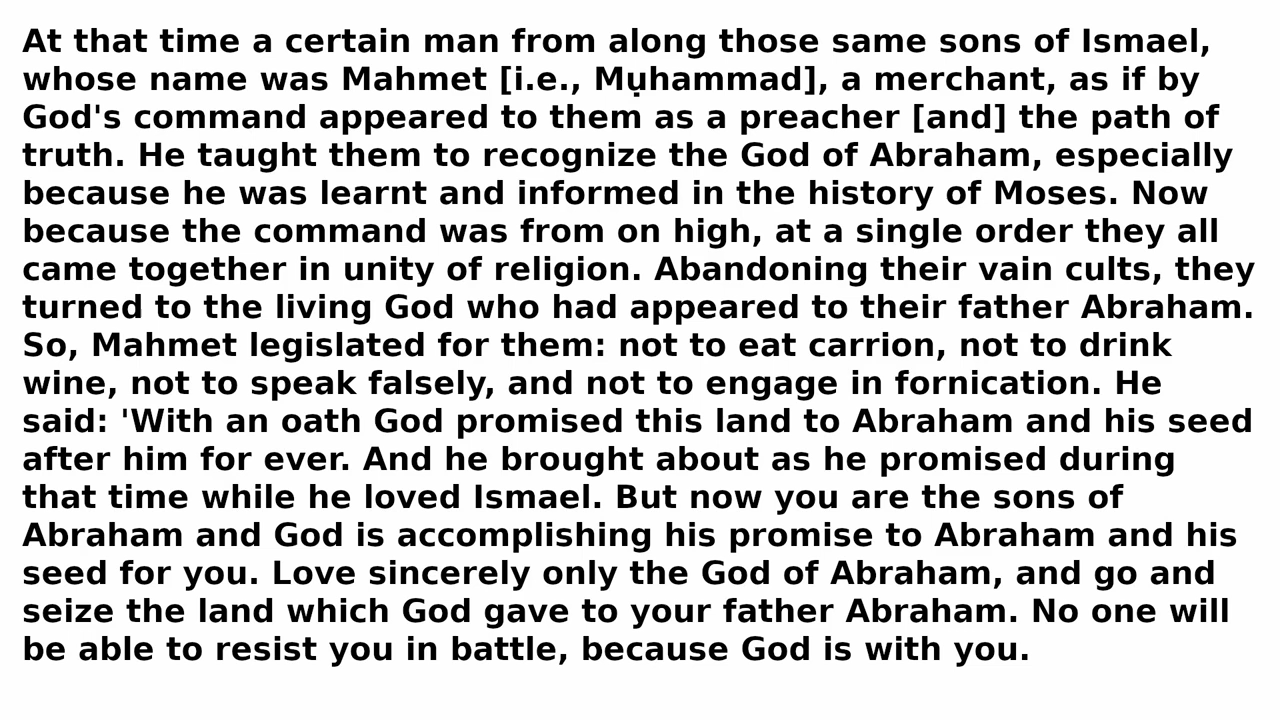 At that time a certain man from along those same sons of Ismael,
whose name was Mahmet [i.e., Mụhammad], a merchant, as if by
God's command appeared to them as a preacher [and] the path of
truth. He taught them to recognize the God of Abraham, especially
because he was learnt and informed in the history of Moses. Now
because the command was from on high, at a single order they all
came together in unity of religion. Abandoning their vain cults, they
turned to the living God who had appeared to their father Abraham.
So, Mahmet legislated for them: not to eat carrion, not to drink
wine, not to speak falsely, and not to engage in fornication. He
said: 'With an oath God promised this land to Abraham and his seed
after him for ever. And he brought about as he promised during
that time while he loved Ismael. But now you are the sons of
Abraham and God is accomplishing his promise to Abraham and his
seed for you. Love sincerely only the God of Abraham, and go and
seize the land which God gave to your father Abraham. No one will
be able to resist you in battle, because God is with you.